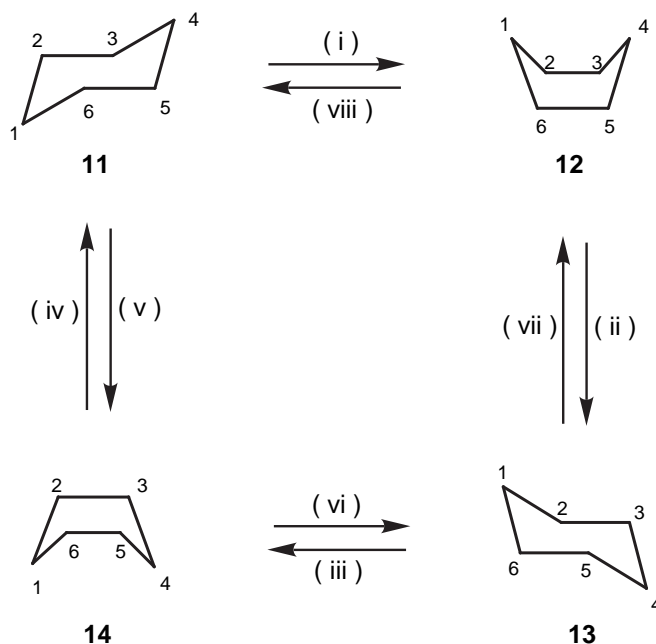 4 1 4
2 3 ( i ) 2 3
6 5 ( viii ) 6 5
1
11 12
( iv ) ( v ) ( vii ) ( ii )
2 3 1 2 3
( vi )
6 5 6 5
1 4 ( iii ) 4
14 13